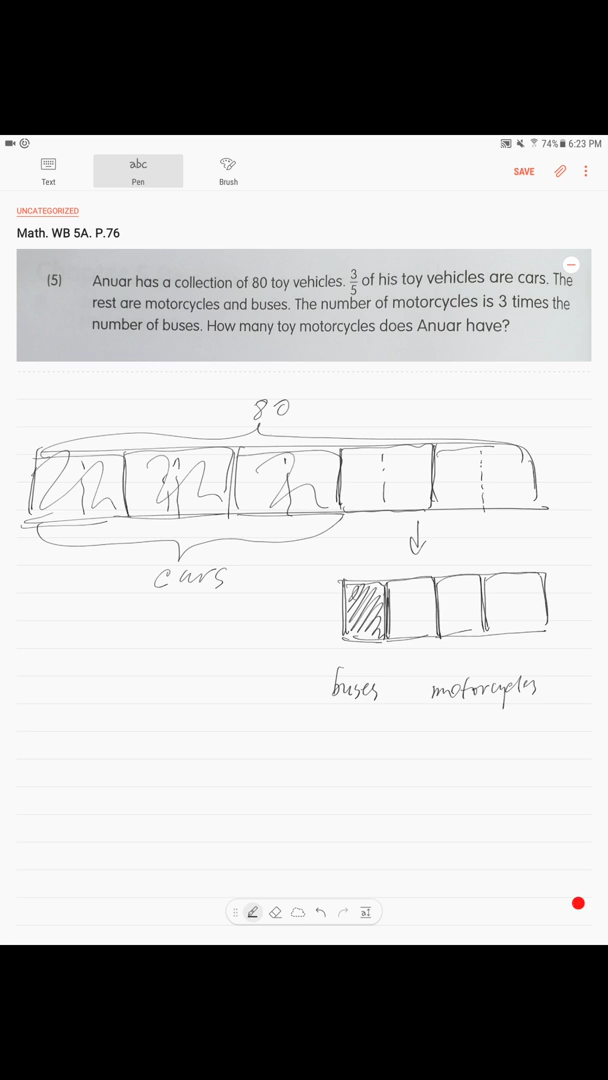 74% 6:23 PM
Text
abc
Pen
Brush
SAVE
UNCATEGORIZED
Math. WB 5A. P.76
(5) Anuar has a collection of 80 toy vehicles. 3/5 of his toy vehicles are cars. The
rest are motorcycles and buses. The number of motorcycles is 3 times the
number of buses. How many toy motorcycles does Anuar have?
80
cars
buses motorcycles
aI